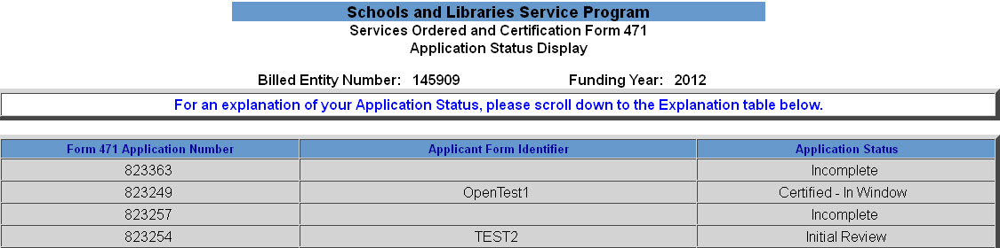 Schools and Libraries Service Program
Services Ordered and Certification Form 471
Application Status Display
Billed Entity Number: 145909 Funding Year: 2012
For an explanation of your Application Status, please scroll down to the Explanation table below.
Form 471 Application Number Applicant Form Identifier Application Status
823363 Incomplete
823249 OpenTest1 Certified - In Window
823257 Incomplete
823254 TEST2 Initial Review